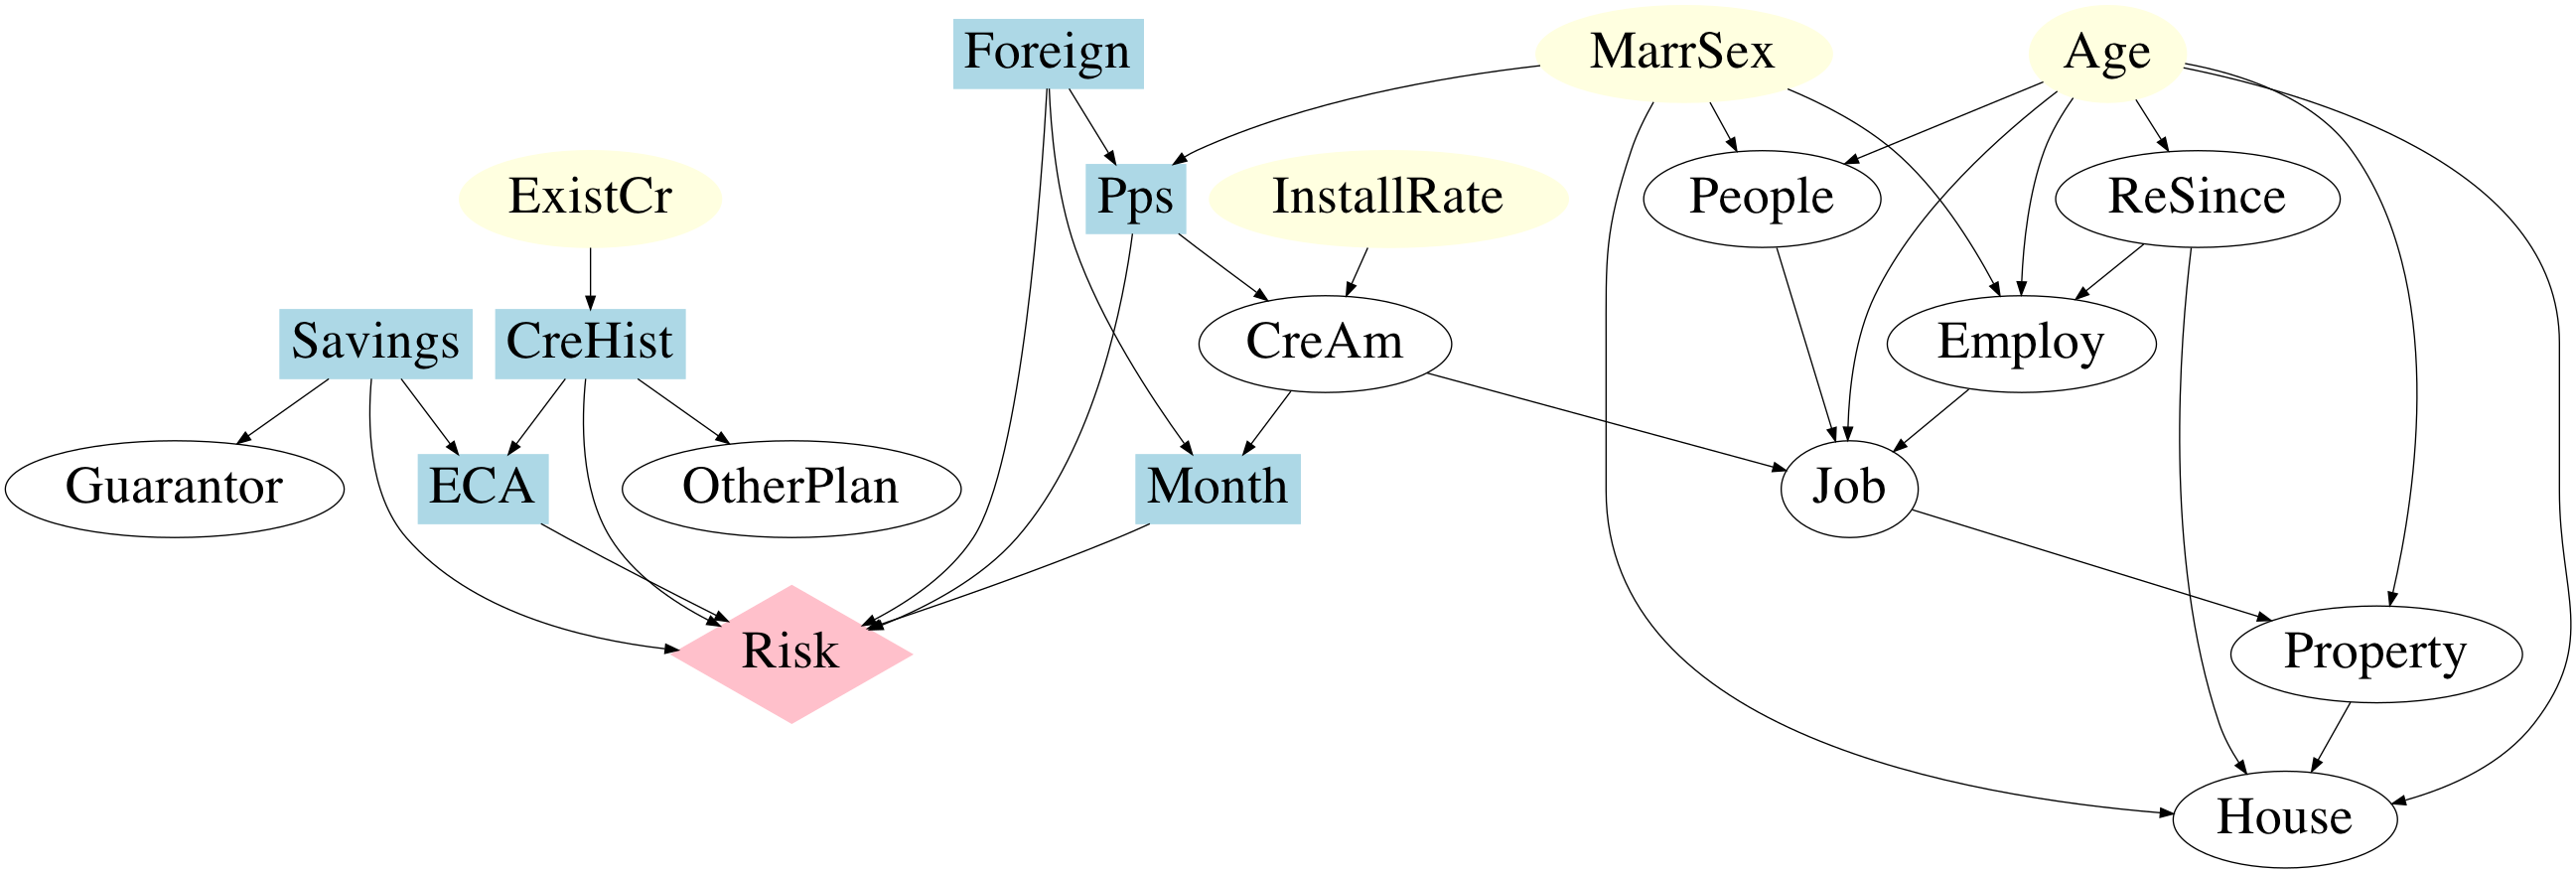 Foreign
MarrSex
Age
ExistCr
Pps
InstallRate
People
ReSince
Savings
CreHist
CreAm
Employ
Guarantor
ECA
OtherPlan
Month
Job
Risk
Property
House